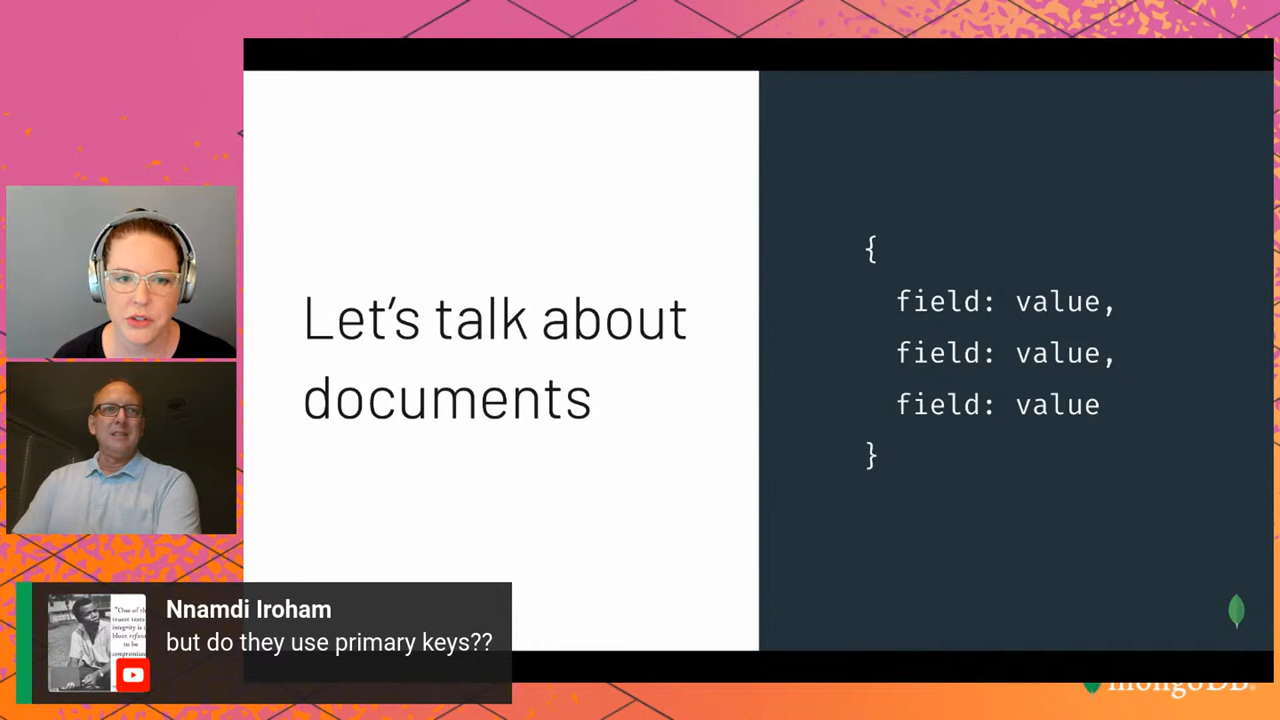 Let's talk about
documents
{
field: value,
field: value,
field: value
}
Nnamdi Iroham
but do they use primary keys??
mongoDB